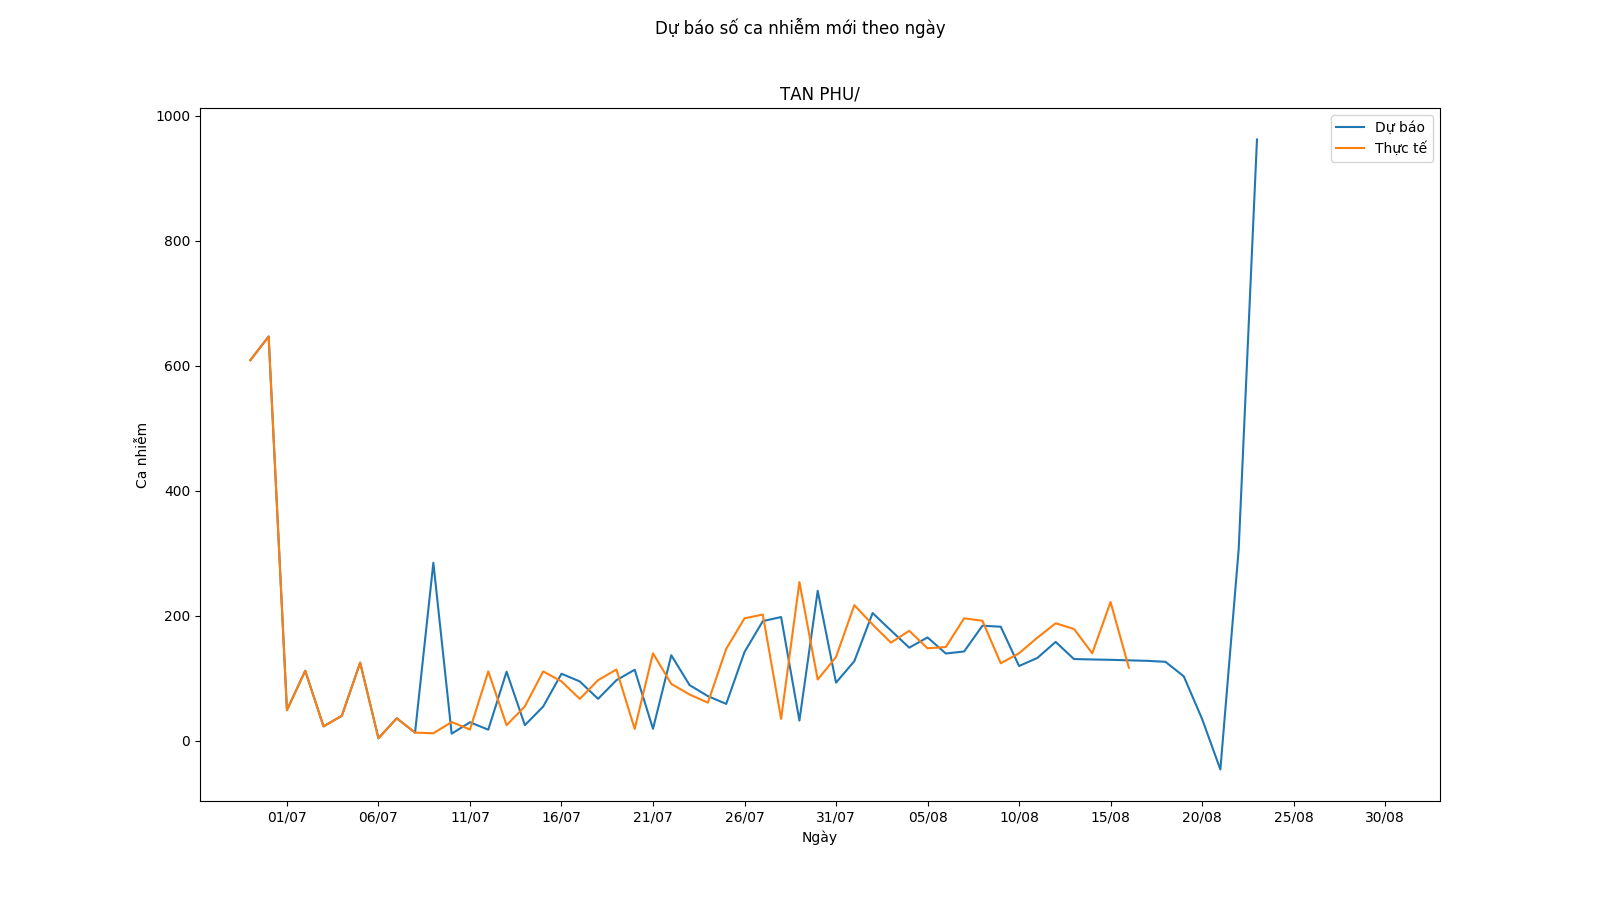 Dự báo số ca nhiễm mới theo ngày
TAN PHU/
1000
800
600
400
200
0
Ca nhiễm
Dự báo
Thực tế
01/07 06/07 11/07 16/07 21/07 26/07 31/07 05/08 10/08 15/08 20/08 25/08 30/08
Ngày